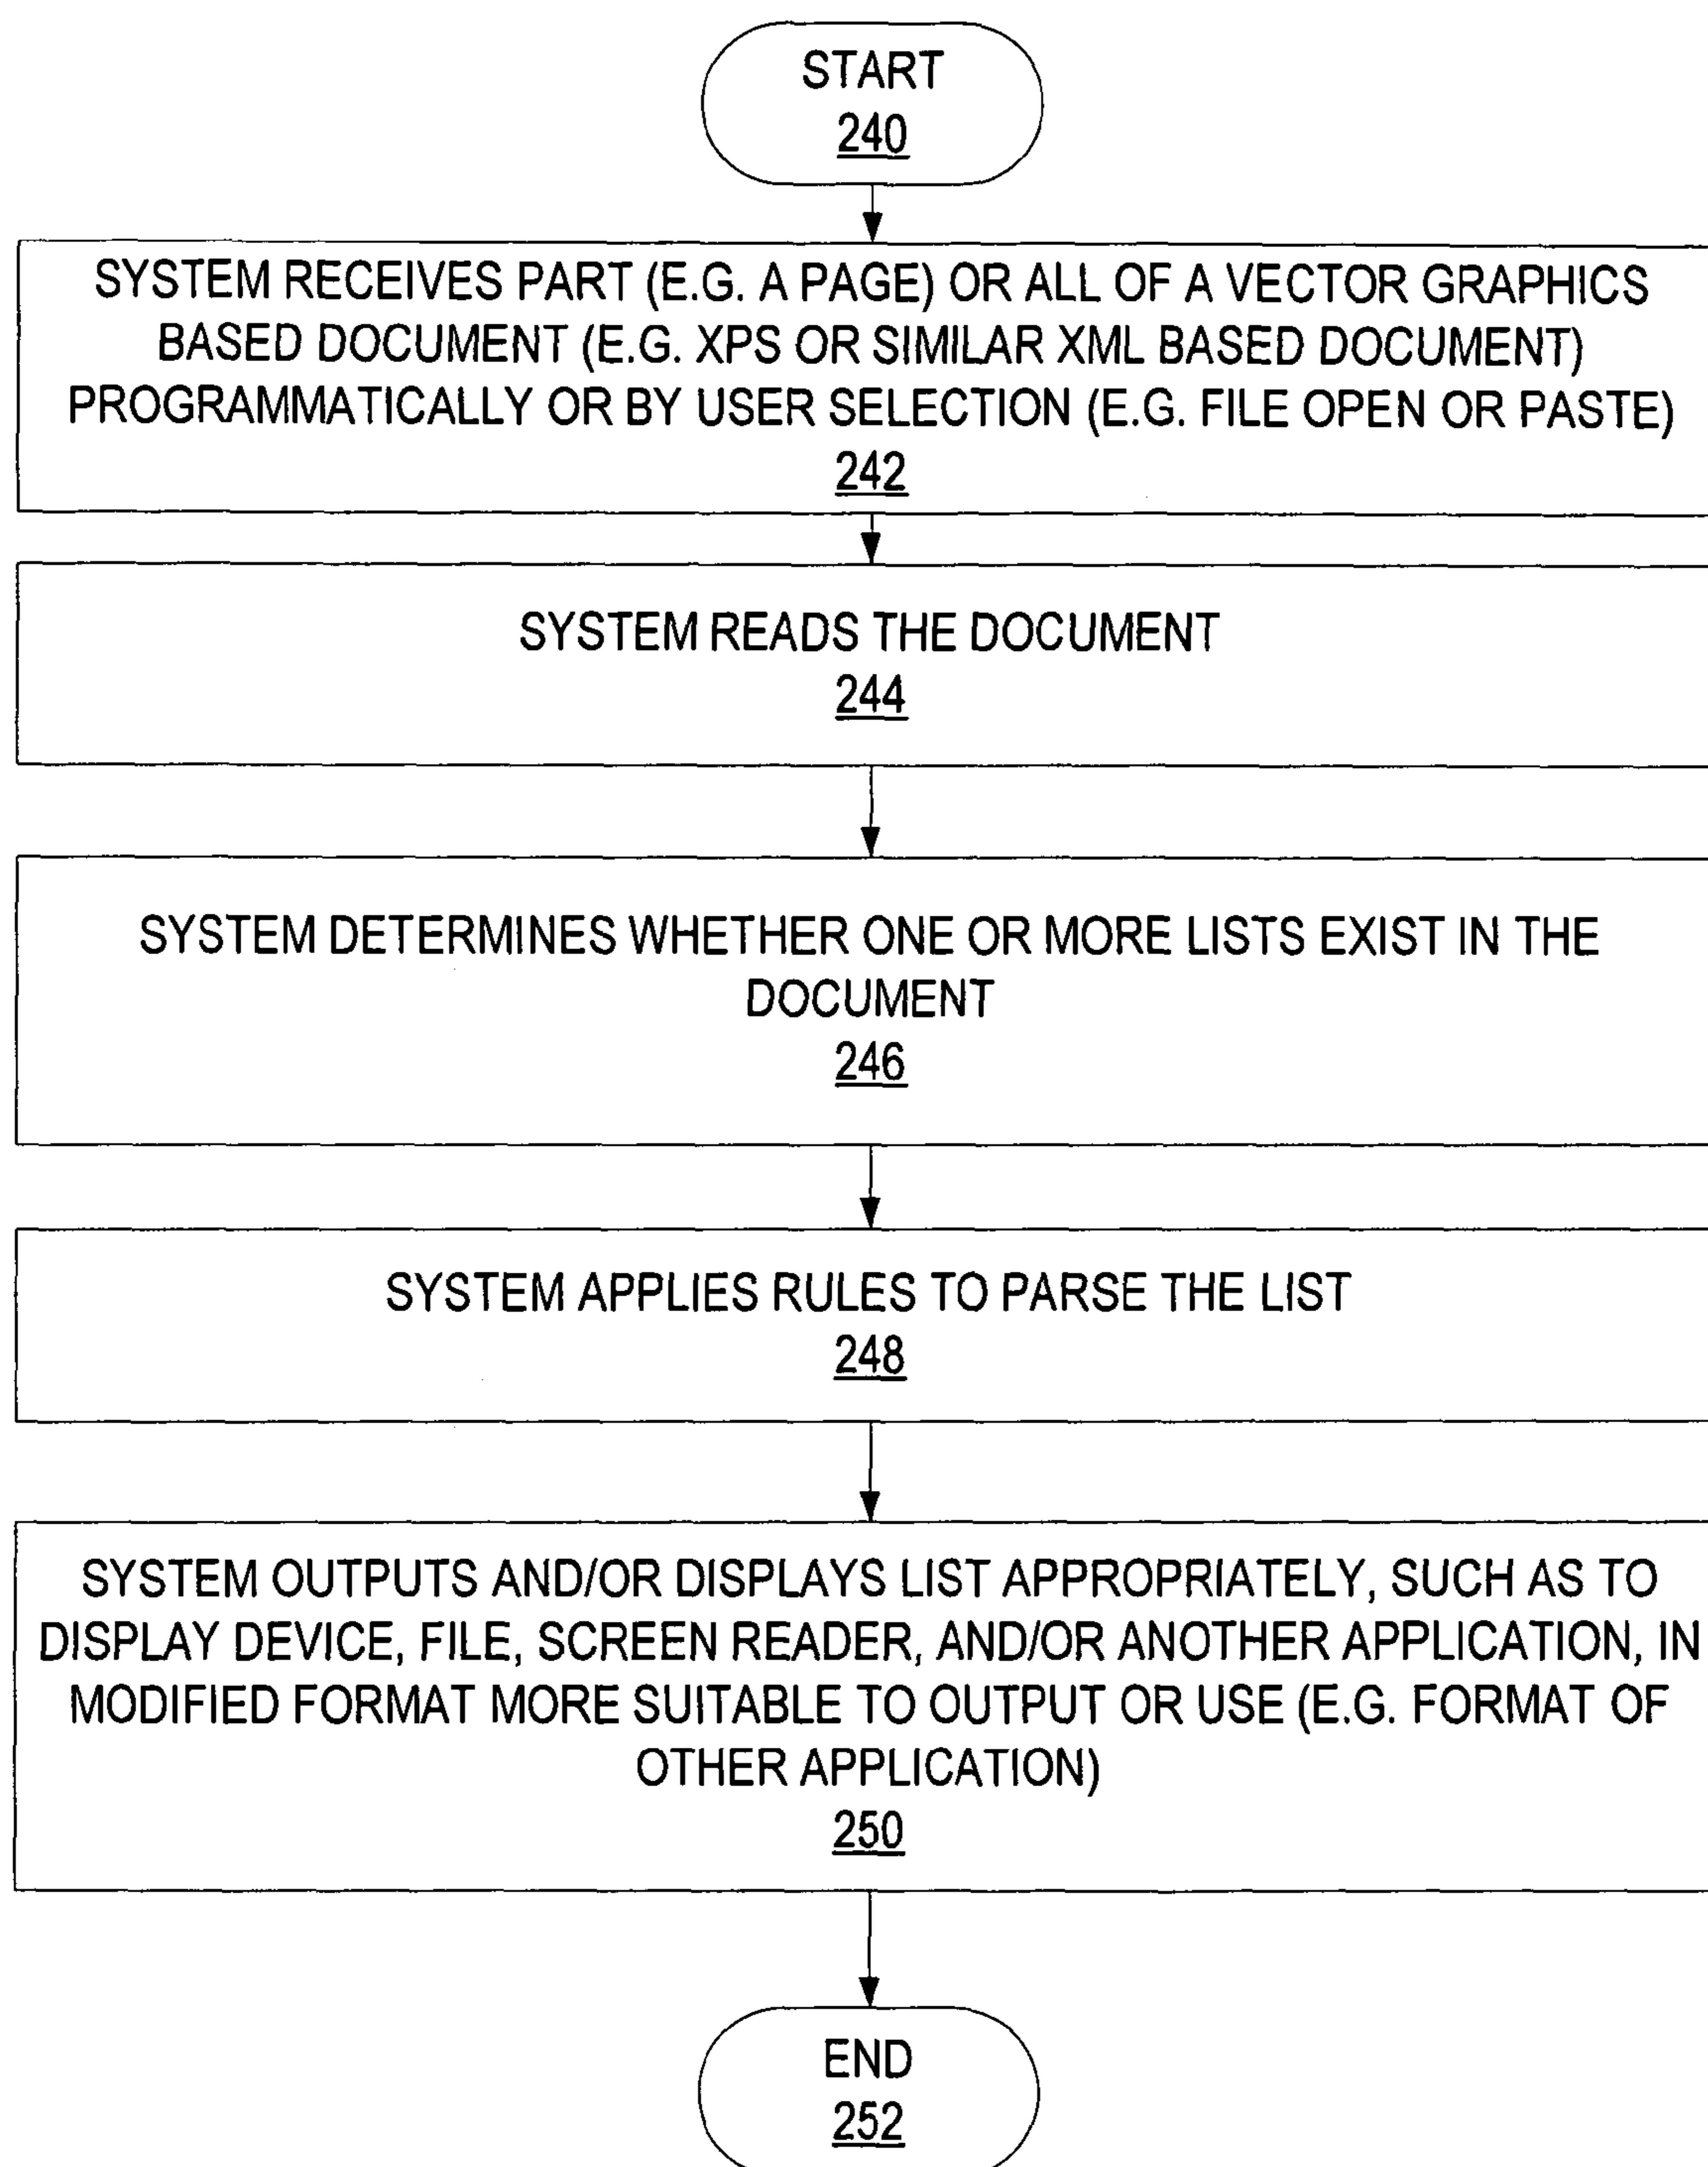 START
240
SYSTEM RECEIVES PART (E.G. A PAGE) OR ALL OF A VECTOR GRAPHICS
BASED DOCUMENT (E.G. XPS OR SIMILAR XML BASED DOCUMENT)
PROGRAMMATICALLY OR BY USER SELECTION (E.G. FILE OPEN OR PASTE)
242
SYSTEM READS THE DOCUMENT
244
SYSTEM DETERMINES WHETHER ONE OR MORE LISTS EXIST IN THE
DOCUMENT
246
SYSTEM APPLIES RULES TO PARSE THE LIST
248
SYSTEM OUTPUTS AND/OR DISPLAYS LIST APPROPRIATELY, SUCH AS TO
DISPLAY DEVICE, FILE, SCREEN READER, AND/OR ANOTHER APPLICATION, IN
MODIFIED FORMAT MORE SUITABLE TO OUTPUT OR USE (E.G. FORMAT OF
OTHER APPLICATION)
250
END
252